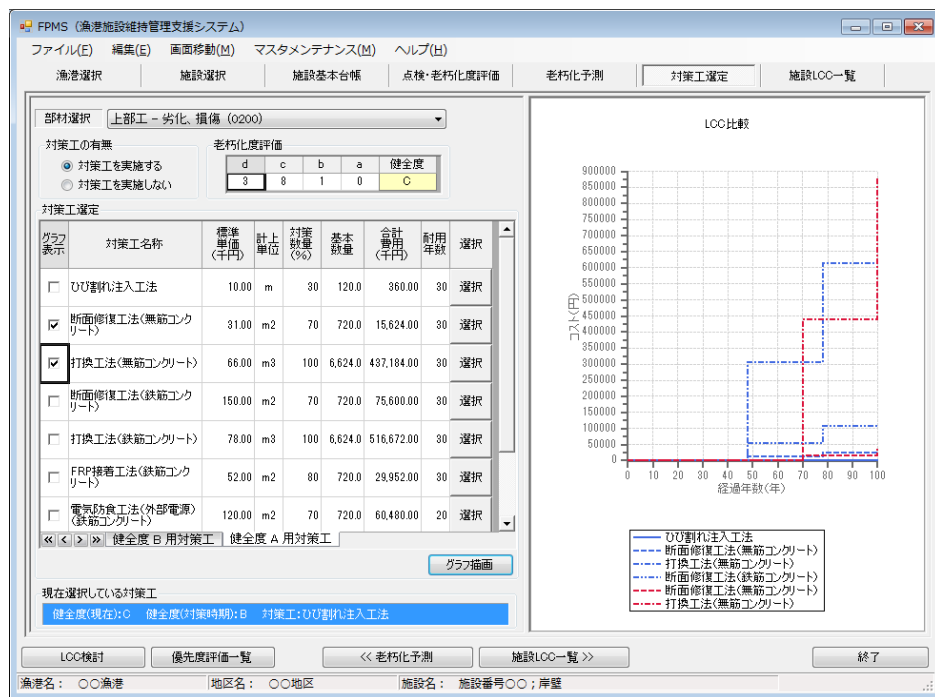 FPMS（漁港施設維持管理支援システム）
ファイル(F) 編集(E) 画面移動(M) マスタメンテナンス(M) ヘルプ(H)
漁港選択 施設選択 施設基本台帳 点検・老朽化度評価 老朽化予測 対策工選定 施設LCC一覧
部材選択 上部工 - 劣化、損傷 (0200)
対策工の有無
対策工を実施する
対策工を実施しない
老朽化度評価
d c b a 健全度
3 8 1 0 C
対策工選定
グラフ表示 対策工名称 標準単価(千円) 計上単位 対策数量(%) 基本数量 合計費用(千円) 耐用年数 選択
ひび割れ注入工法 10.00 m 30 120.0 360.00 30 選択
断面修復工法(無筋コンクリート) 31.00 m2 70 720.0 15,624.00 30 選択
打換工法(無筋コンクリート) 66.00 m3 100 6,624.0 437,184.00 30 選択
断面修復工法(鉄筋コンクリート) 150.00 m2 70 720.0 75,600.00 30 選択
打換工法(鉄筋コンクリート) 78.00 m3 100 6,624.0 516,672.00 30 選択
FRP接着工法(鉄筋コンクリート) 52.00 m2 80 720.0 29,952.00 30 選択
電気防食工法(外部電源)(鉄筋コンクリート) 120.00 m2 70 720.0 60,480.00 20 選択
健全度 B 用対策工 健全度 A 用対策工
グラフ描画
現在選択している対策工
健全度(現在):C 健全度(対策時期):B 対策工:ひび割れ注入工法
LCC比較
900000
850000
800000
750000
700000
650000
600000
550000
500000
450000
400000
350000
300000
250000
200000
150000
100000
50000
0
コスト(円)
0 10 20 30 40 50 60 70 80 90 100
経過年数(年)
ひび割れ注入工法
断面修復工法(無筋コンクリート)
打換工法(無筋コンクリート)
断面修復工法(鉄筋コンクリート)
断面修復工法(無筋コンクリート)
打換工法(無筋コンクリート)
LCC検討 優先度評価一覧 << 老朽化予測 施設LCC一覧 >> 終了
漁港名： 〇〇漁港 地区名： 〇〇地区 施設名： 施設番号〇〇；岸壁